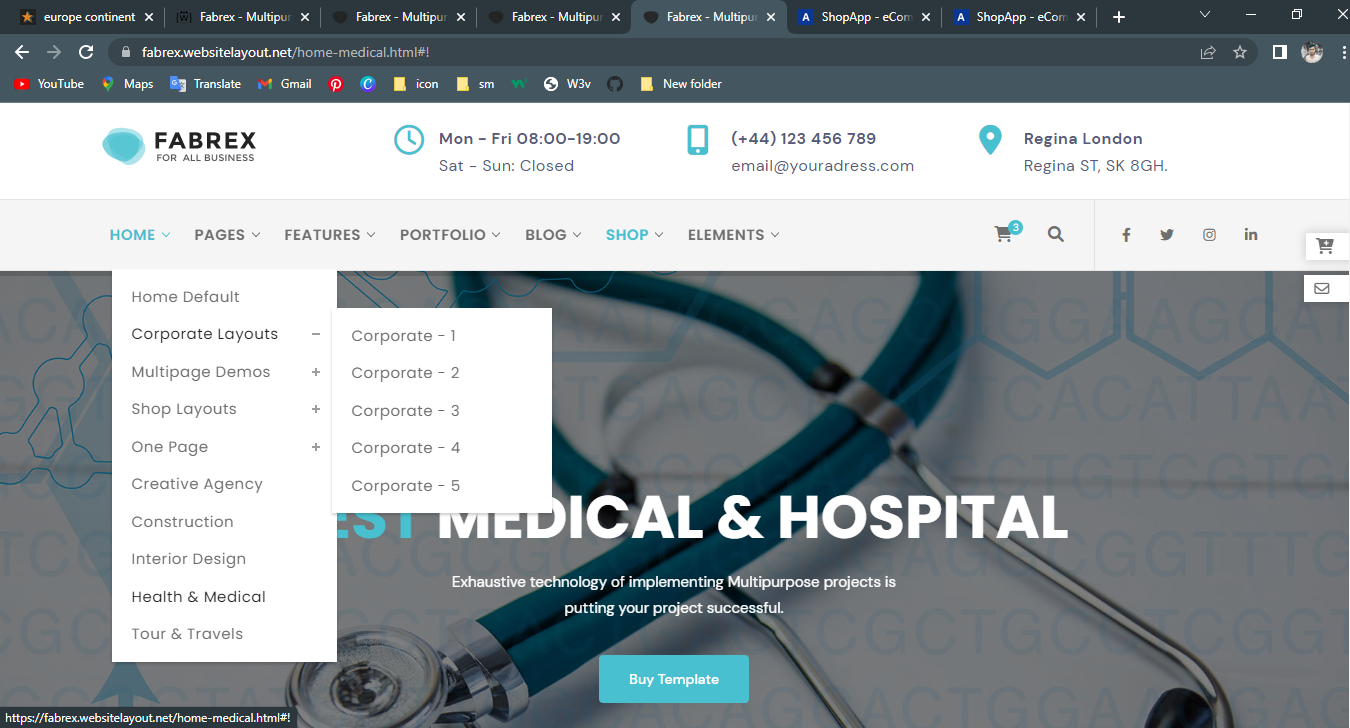 europe continent
Fabrex - Multipur
Fabrex - Multipur
Fabrex - Multipur
Fabrex - Multipur
ShopApp - eCom
ShopApp - eCom
fabrex.websitelayout.net/home-medical.html#!
YouTube
Maps
Translate
Gmail
icon
sm
W3v
New folder
FABREX
FOR ALL BUSINESS
Mon - Fri 08:00-19:00
Sat - Sun: Closed
(+44) 123 456 789
email@youradress.com
Regina London
Regina ST, SK 8GH.
HOME
PAGES
FEATURES
PORTFOLIO
BLOG
SHOP
ELEMENTS
3
Home Default
Corporate Layouts
Multipage Demos
Shop Layouts
One Page
Creative Agency
Construction
Interior Design
Health & Medical
Tour & Travels
Corporate - 1
Corporate - 2
Corporate - 3
Corporate - 4
Corporate - 5
EST MEDICAL & HOSPITAL
Exhaustive technology of implementing Multipurpose projects is
putting your project successful.
Buy Template
https://fabrex.websitelayout.net/home-medical.html#!